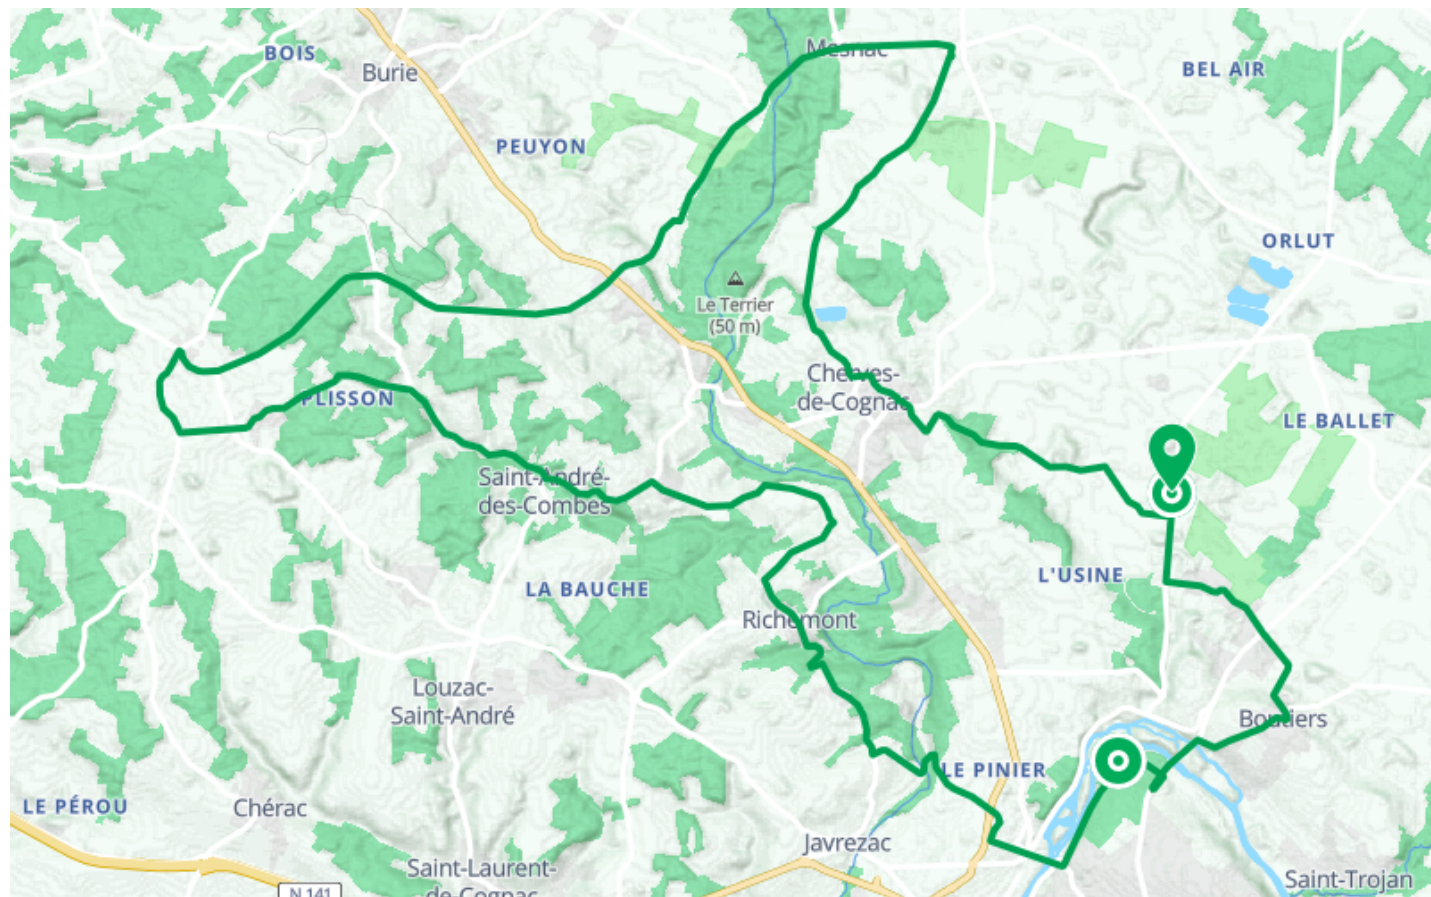 Mesnac
BOIS
BEL AIR
Burie
PEUYON
ORLUT
Le Terrier
(50 m)
Cherves-
de-Cognac
PLISSON
LE BALLET
Saint-André-
des-Combes
L'USINE
LA BAUCHE
Richemont
Louzac-
Saint-André
Boutiers
LE PINIER
LE PÉROU
Chérac
Javrezac
Saint-Laurent-
de-Cognac
Saint-Trojan
N 141